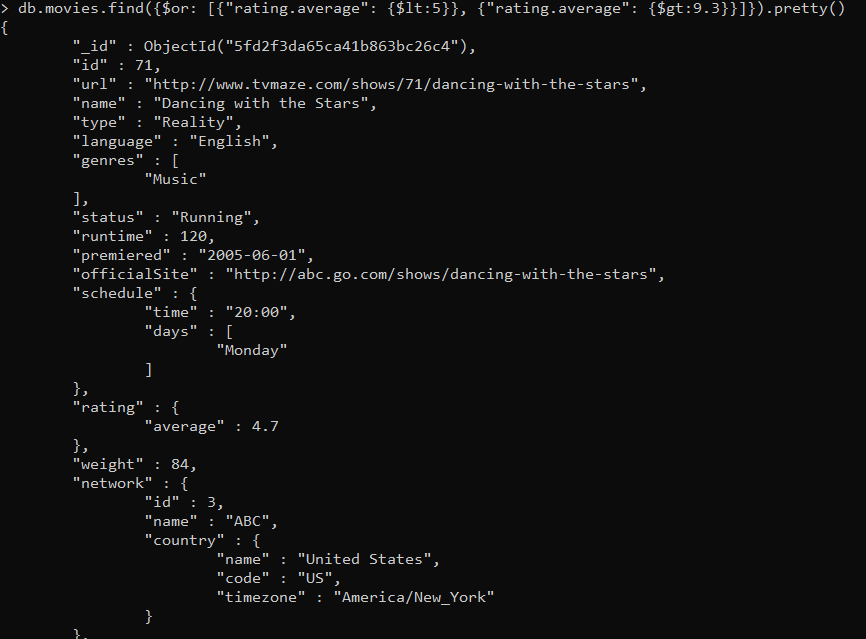 > db.movies.find({$or: [{"rating.average": {$lt:5}}, {"rating.average": {$gt:9.3}}]}).pretty()
{
        "_id" : ObjectId("5fd2f3da65ca41b863bc26c4"),
        "id" : 71,
        "url" : "http://www.tvmaze.com/shows/71/dancing-with-the-stars",
        "name" : "Dancing with the Stars",
        "type" : "Reality",
        "language" : "English",
        "genres" : [
                "Music"
        ],
        "status" : "Running",
        "runtime" : 120,
        "premiered" : "2005-06-01",
        "officialSite" : "http://abc.go.com/shows/dancing-with-the-stars",
        "schedule" : {
                "time" : "20:00",
                "days" : [
                        "Monday"
                ]
        },
        "rating" : {
                "average" : 4.7
        },
        "weight" : 84,
        "network" : {
                "id" : 3,
                "name" : "ABC",
                "country" : {
                        "name" : "United States",
                        "code" : "US",
                        "timezone" : "America/New_York"
                }
        },